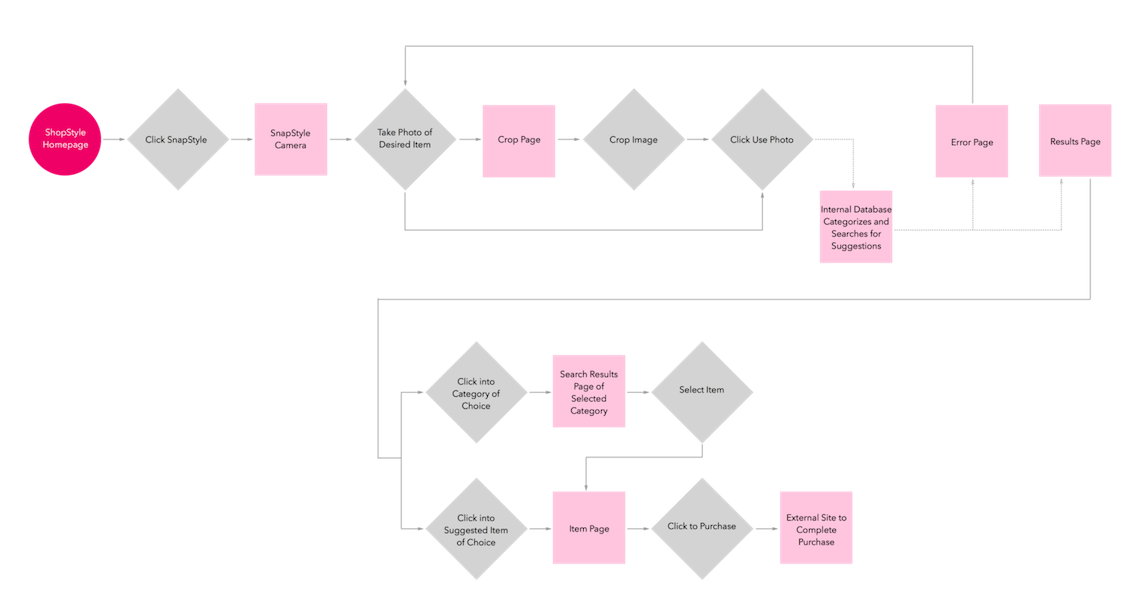 ShopStyle
Homepage
Click SnapStyle
SnapStyle
Camera
Take Photo of
Desired Item
Crop Page
Crop Image
Click Use Photo
Internal Database
Categorizes and
Searches for
Suggestions
Error Page
Results Page
Click into
Category of
Choice
Search Results
Page of
Selected
Category
Select Item
Click into
Suggested Item
of Choice
Item Page
Click to Purchase
External Site to
Complete
Purchase